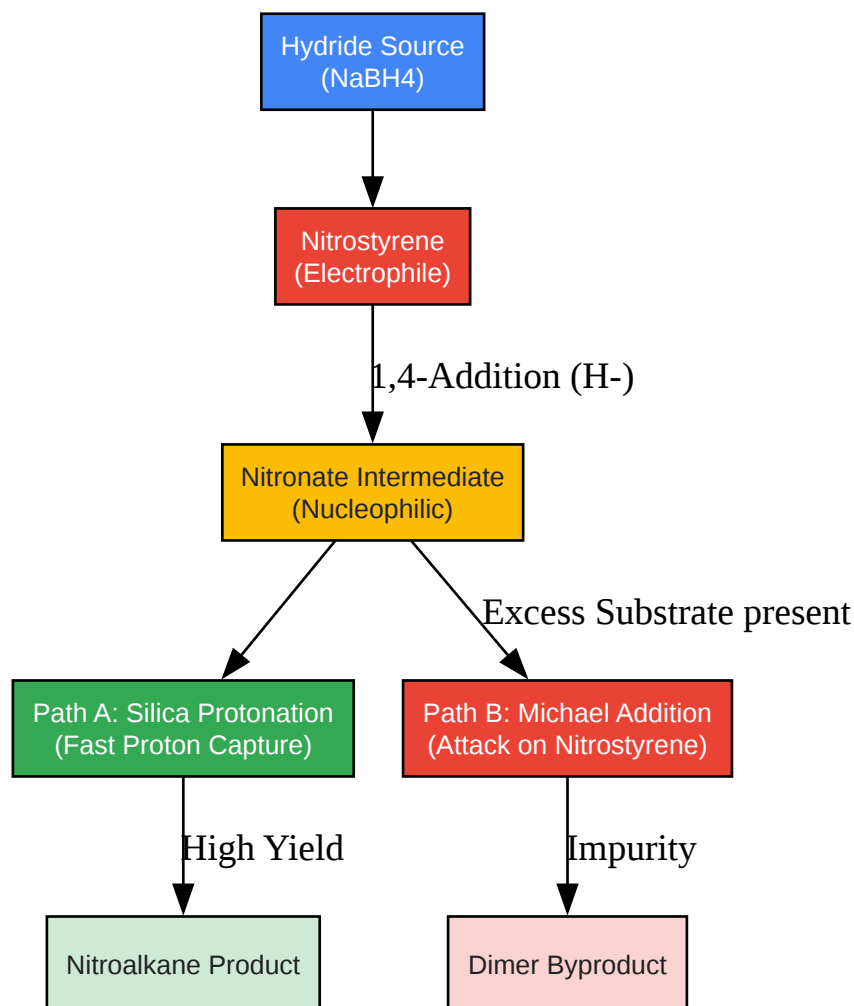 Hydride Source
(NaBH4)
Nitrostyrene
(Electrophile)
1,4-Addition (H-)
Nitronate Intermediate
(Nucleophilic)
Excess Substrate present
Path A: Silica Protonation
(Fast Proton Capture)
Path B: Michael Addition
(Attack on Nitrostyrene)
High Yield
Impurity
Nitroalkane Product
Dimer Byproduct